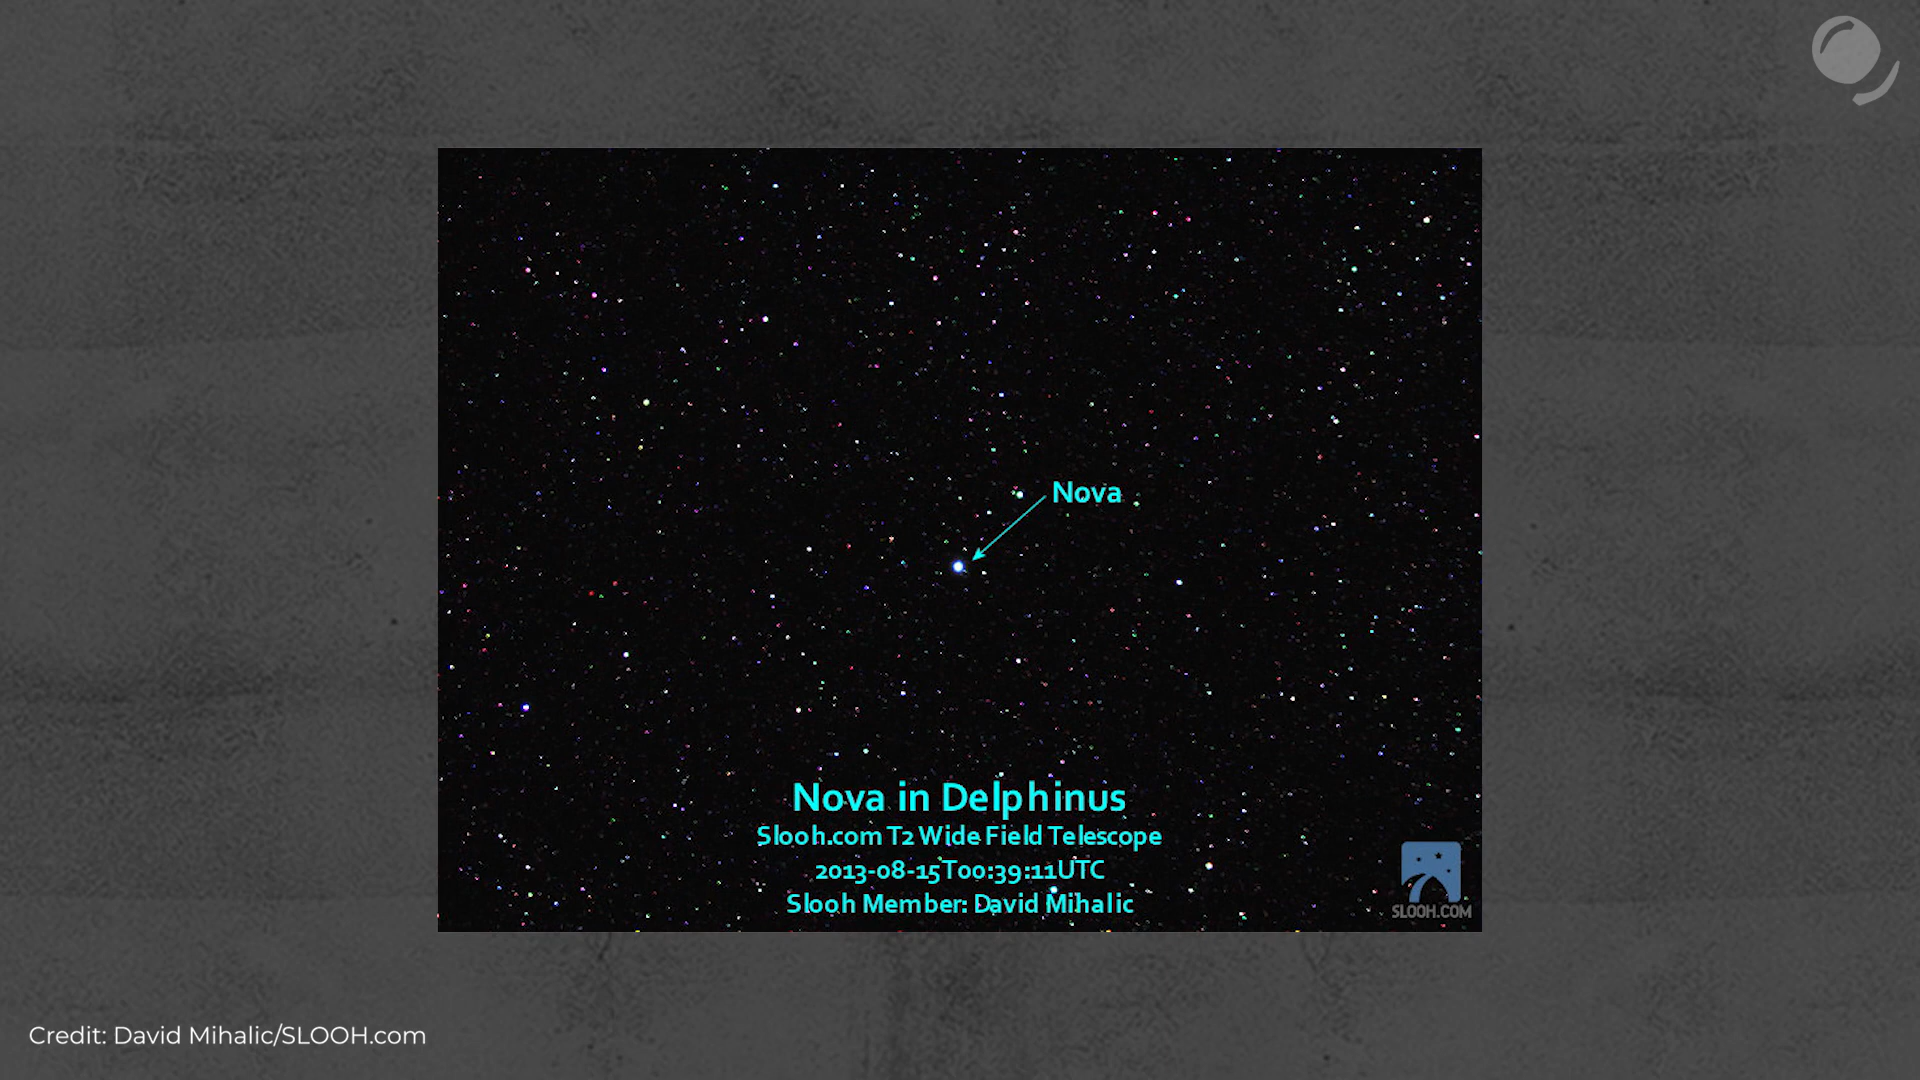 Nova
Nova in Delphinus
Slooh.com T2 Wide Field Telescope
2013-08-15T00:39:11UTC
Slooh Member: David Mihalic
SLOOH.COM
Credit: David Mihalic/SLOOH.com